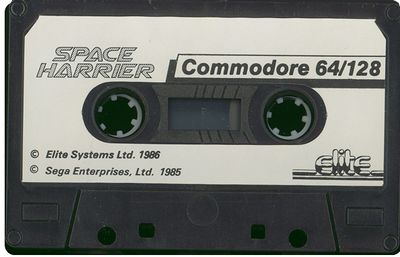 SPACE
HARRIER
Commodore 64/128
© Elite Systems Ltd. 1986
© Sega Enterprises, Ltd. 1985
ELITE